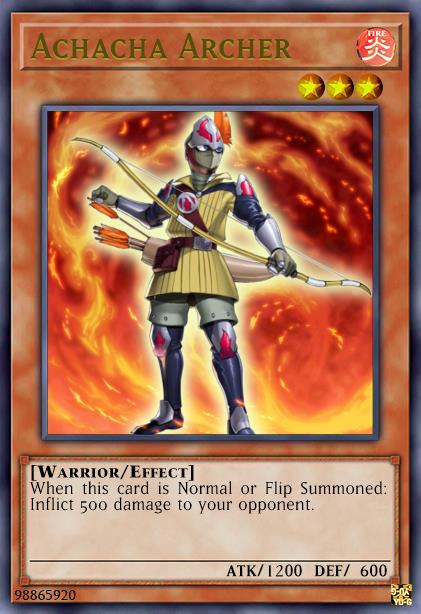 ACHACHA ARCHER
FIRE
炎
[WARRIOR/EFFECT]
When this card is Normal or Flip Summoned:
Inflict 500 damage to your opponent.
ATK/1200 DEF/ 600
98865920